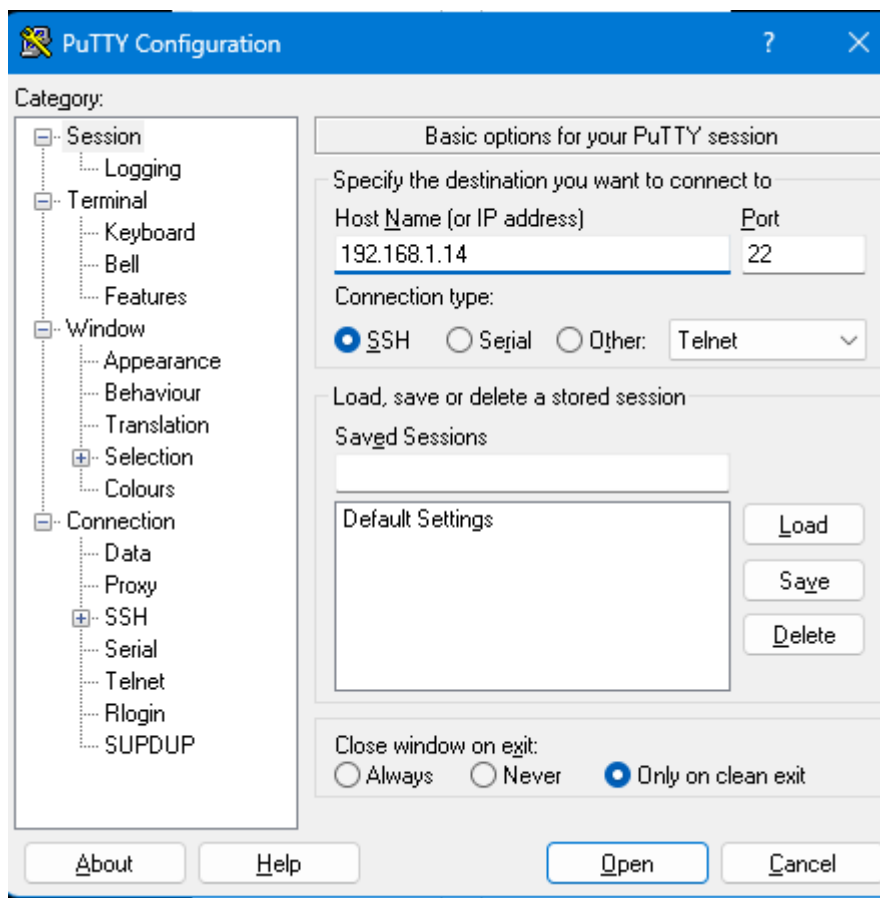 PuTTY Configuration
?
Category:
Session
Logging
Terminal
Keyboard
Bell
Features
Window
Appearance
Behaviour
Translation
Selection
Colours
Connection
Data
Proxy
SSH
Serial
Telnet
Rlogin
SUPDUP
Basic options for your PuTTY session
Specify the destination you want to connect to
Host Name (or IP address) Port
192.168.1.14 22
Connection type:
SSH Serial Other: Telnet
Load, save or delete a stored session
Saved Sessions
Default Settings
Load
Save
Delete
Close window on exit:
Always Never Only on clean exit
About Help Open Cancel